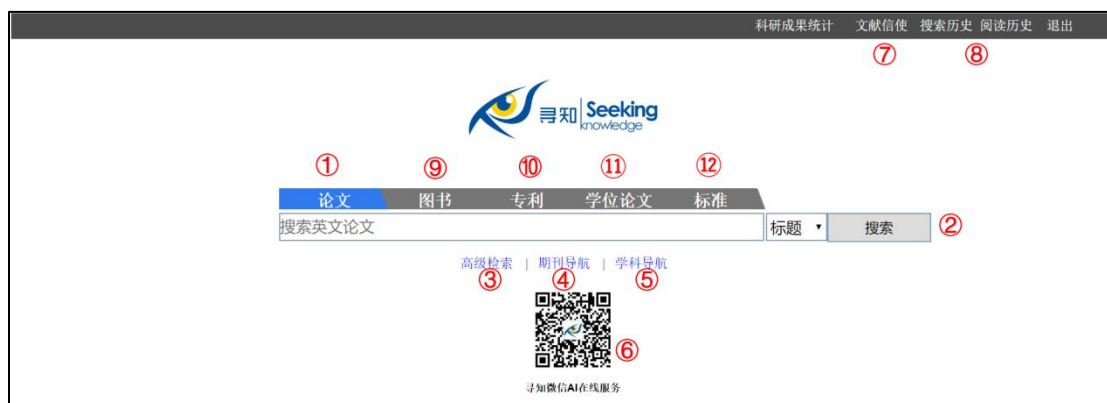 科研成果统计 文献信使 搜索历史 阅读历史 退出
⑦ ⑧
寻知 Seeking knowledge
① ⑨ ⑩ ⑪ ⑫
论文 图书 专利 学位论文 标准
搜索英文论文 标题 搜索 ②
高级检索 | 期刊导航 | 学科导航
③ ④ ⑤
⑥
寻知微信AI在线服务